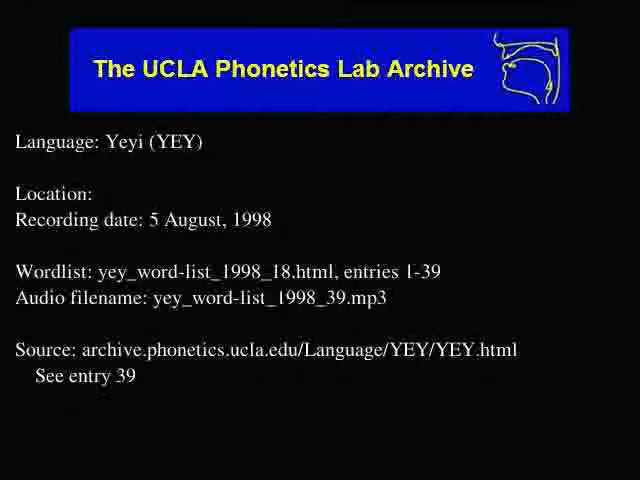 The UCLA Phonetics Lab Archive
Language: Yeyi (YEY)
Location:
Recording date: 5 August, 1998
Wordlist: yey_word-list_1998_18.html, entries 1-39
Audio filename: yey_word-list_1998_39.mp3
Source: archive.phonetics.ucla.edu/Language/YEY/YEY.html
See entry 39